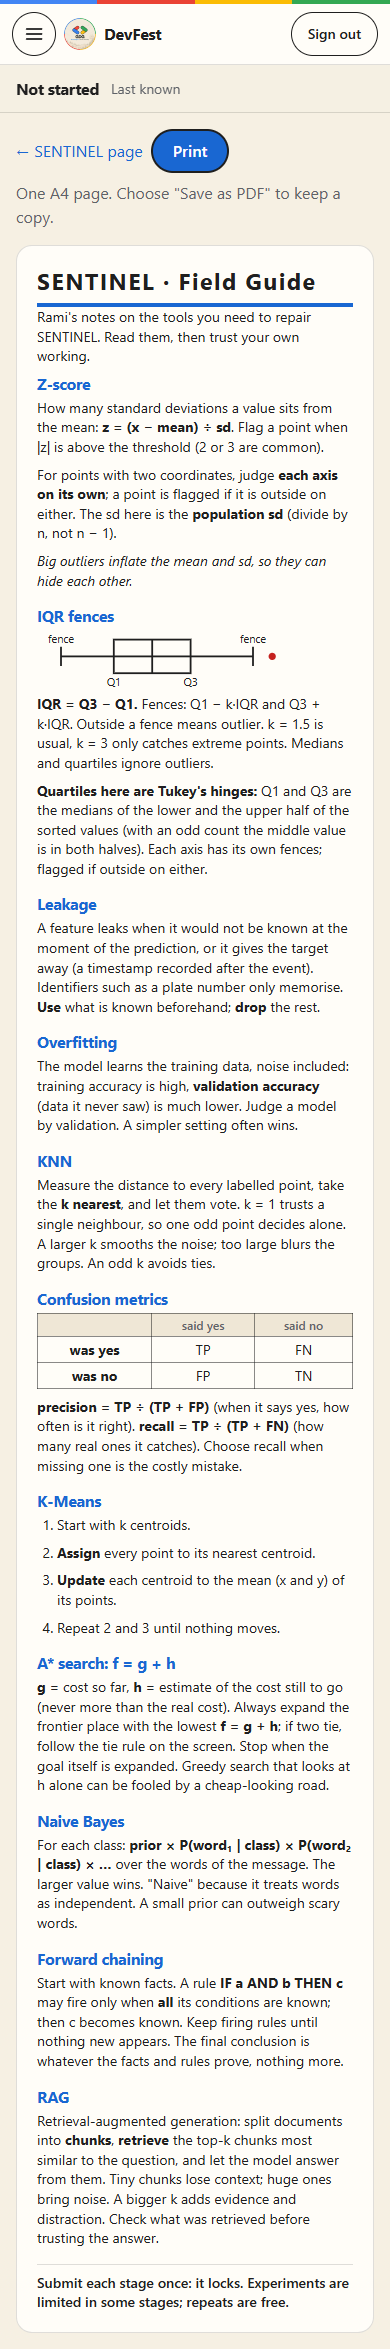 DevFest
Sign out
Not started Last known
← SENTINEL page
Print
One A4 page. Choose "Save as PDF" to keep a
copy.
SENTINEL · Field Guide
Rami's notes on the tools you need to repair
SENTINEL. Read them, then trust your own
working.
Z-score
How many standard deviations a value sits from
the mean: z = (x − mean) ÷ sd. Flag a point when
|z| is above the threshold (2 or 3 are common).
For points with two coordinates, judge each axis
on its own; a point is flagged if it is outside on
either. The sd here is the population sd (divide by
n, not n − 1).
Big outliers inflate the mean and sd, so they can
hide each other.
IQR fences
fence fence
Q1 Q3
IQR = Q3 − Q1. Fences: Q1 − k·IQR and Q3 +
k·IQR. Outside a fence means outlier. k = 1.5 is
usual, k = 3 only catches extreme points. Medians
and quartiles ignore outliers.
Quartiles here are Tukey's hinges: Q1 and Q3 are
the medians of the lower and the upper half of the
sorted values (with an odd count the middle value
is in both halves). Each axis has its own fences;
flagged if outside on either.
Leakage
A feature leaks when it would not be known at the
moment of the prediction, or it gives the target
away (a timestamp recorded after the event).
Identifiers such as a plate number only memorise.
Use what is known beforehand; drop the rest.
Overfitting
The model learns the training data, noise included:
training accuracy is high, validation accuracy
(data it never saw) is much lower. Judge a model
by validation. A simpler setting often wins.
KNN
Measure the distance to every labelled point, take
the k nearest, and let them vote. k = 1 trusts a
single neighbour, so one odd point decides alone.
A larger k smooths the noise; too large blurs the
groups. An odd k avoids ties.
Confusion metrics
said yes said no
was yes TP FN
was no FP TN
precision = TP ÷ (TP + FP) (when it says yes, how
often is it right). recall = TP ÷ (TP + FN) (how
many real ones it catches). Choose recall when
missing one is the costly mistake.
K-Means
1. Start with k centroids.
2. Assign every point to its nearest centroid.
3. Update each centroid to the mean (x and y) of
its points.
4. Repeat 2 and 3 until nothing moves.
A* search: f = g + h
g = cost so far, h = estimate of the cost still to go
(never more than the real cost). Always expand the
frontier place with the lowest f = g + h; if two tie,
follow the tie rule on the screen. Stop when the
goal itself is expanded. Greedy search that looks at
h alone can be fooled by a cheap-looking road.
Naive Bayes
For each class: prior × P(word₁ | class) × P(word₂
| class) × ... over the words of the message. The
larger value wins. "Naive" because it treats words
as independent. A small prior can outweigh scary
words.
Forward chaining
Start with known facts. A rule IF a AND b THEN c
may fire only when all its conditions are known;
then c becomes known. Keep firing rules until
nothing new appears. The final conclusion is
whatever the facts and rules prove, nothing more.
RAG
Retrieval-augmented generation: split documents
into chunks, retrieve the top-k chunks most
similar to the question, and let the model answer
from them. Tiny chunks lose context; huge ones
bring noise. A bigger k adds evidence and
distraction. Check what was retrieved before
trusting the answer.
Submit each stage once: it locks. Experiments are
limited in some stages; repeats are free.